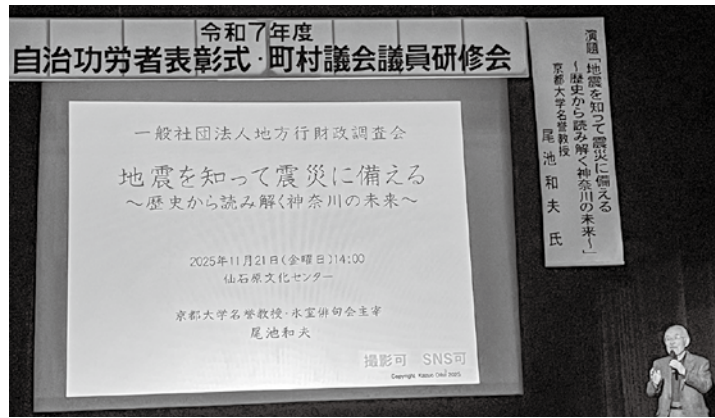 令和7年度
自治功労者表彰式・町村議会議員研修会
演題「地震を知って震災に備える
～歴史から読み解く神奈川の未来～」
京都大学名誉教授
尾池和夫氏
一般社団法人地方行財政調査会
地震を知って震災に備える
～歴史から読み解く神奈川の未来～
2025年11月21日(金曜日)14:00
仙石原文化センター
京都大学名誉教授・氷室俳句会主宰
尾池和夫
撮影可 SNS可
Copyright Kazuo Oike 2025